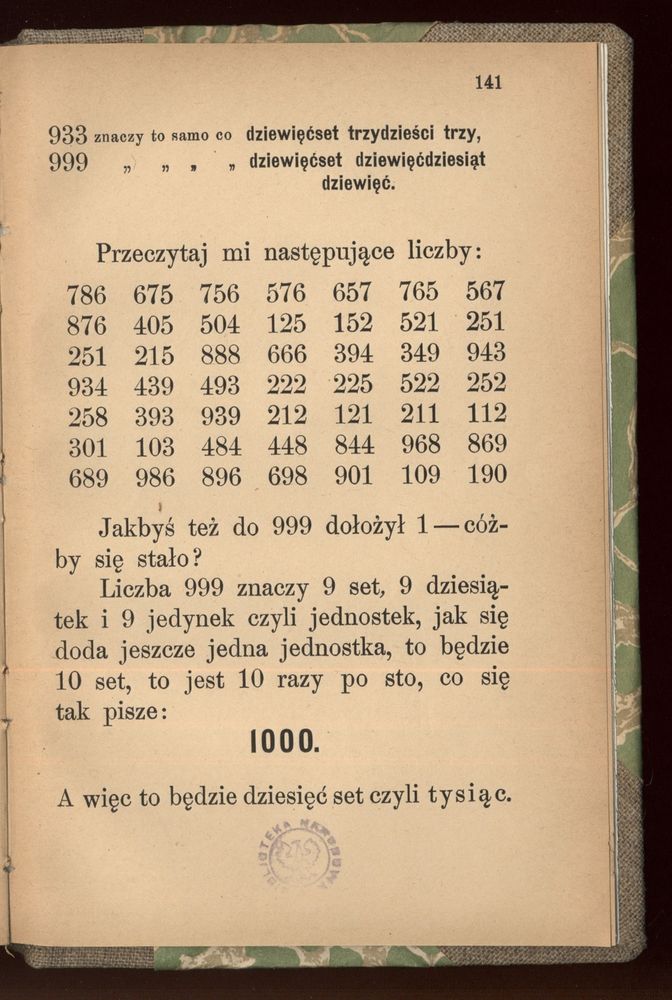 141
933 znaczy to samo co dziewięćset trzydzieści trzy,
999 „ „ „ „ dziewięćset dziewięćdziesiąt
dziewięć.
Przeczytaj mi następujące liczby:
786 675 756 576 657 765 567
876 405 504 125 152 521 251
251 215 888 666 394 349 943
934 439 493 222 225 522 252
258 393 939 212 121 211 112
301 103 484 448 844 968 869
689 986 896 698 901 109 190
Jakbyś też do 999 dołożył 1 — cóż-
by się stało?
Liczba 999 znaczy 9 set, 9 dziesią-
tek i 9 jedynek czyli jednostek, jak się
doda jeszcze jedna jednostka, to będzie
10 set, to jest 10 razy po sto, co się
tak pisze:
1000.
A więc to będzie dziesięć set czyli tysiąc.
BIBLIOTEKA NARODOWA